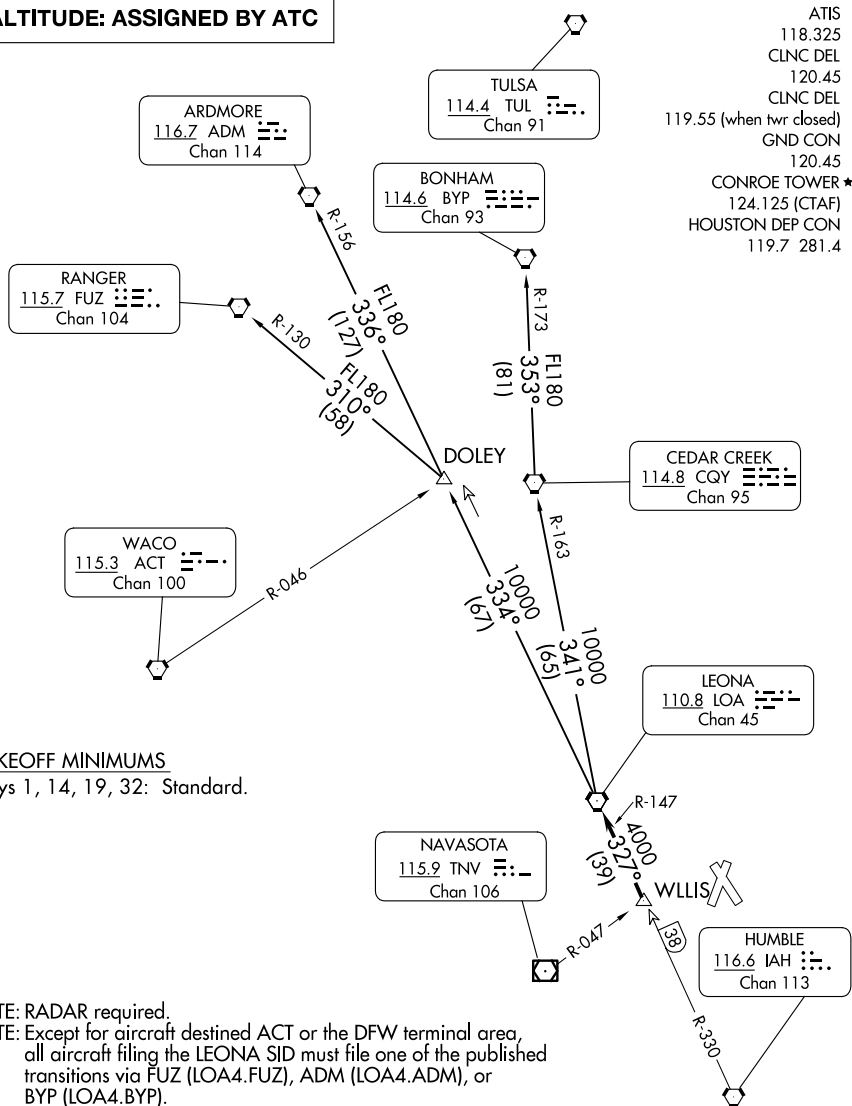 ALTITUDE: ASSIGNED BY ATC
ATIS
118.325
CLNC DEL
120.45
CLNC DEL
119.55 (when twr closed)
GND CON
120.45
CONROE TOWER ★
124.125 (CTAF)
HOUSTON DEP CON
119.7 281.4
TULSA
114.4 TUL
Chan 91
ARDMORE
116.7 ADM
Chan 114
BONHAM
114.6 BYP
Chan 93
RANGER
115.7 FUZ
Chan 104
R-156
R-130
R-173
FL180
336°
(127)
FL180
310°
(58)
FL180
353°
(81)
DOLEY
CEDAR CREEK
114.8 CQY
Chan 95
WACO
115.3 ACT
Chan 100
R-046
R-163
10000
334°
(67)
10000
341°
(65)
LEONA
110.8 LOA
Chan 45
KEOFF MINIMUMS
ys 1, 14, 19, 32: Standard.
R-147
4000
327°
(39)
NAVASOTA
115.9 TNV
Chan 106
WLLIS
R-047
38
HUMBLE
116.6 IAH
Chan 113
R-330
TE: RADAR required.
TE: Except for aircraft destined ACT or the DFW terminal area,
all aircraft filing the LEONA SID must file one of the published
transitions via FUZ (LOA4.FUZ), ADM (LOA4.ADM), or
BYP (LOA4.BYP).